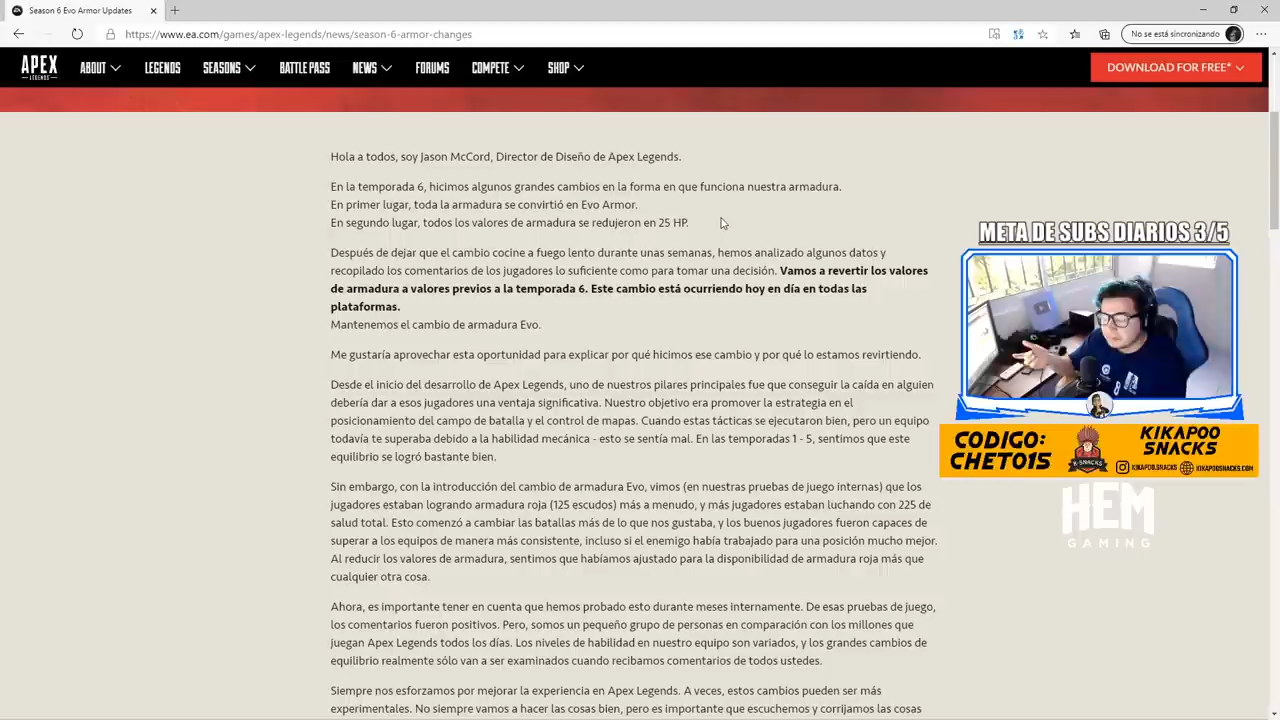 Season 6 Evo Armor Updates
https://www.ea.com/games/apex-legends/news/season-6-armor-changes
No se está sincronizando
APEX
LEGENDS
ABOUT
LEGENDS
SEASONS
BATTLE PASS
NEWS
FORUMS
COMPETE
SHOP
DOWNLOAD FOR FREE*
Hola a todos, soy Jason McCord, Director de Diseño de Apex Legends.
En la temporada 6, hicimos algunos grandes cambios en la forma en que funciona nuestra armadura.
En primer lugar, toda la armadura se convirtió en Evo Armor.
En segundo lugar, todos los valores de armadura se redujeron en 25 HP.
Después de dejar que el cambio cocine a fuego lento durante unas semanas, hemos analizado algunos datos y
recopilado los comentarios de los jugadores lo suficiente como para tomar una decisión. Vamos a revertir los valores
de armadura a valores previos a la temporada 6. Este cambio está ocurriendo hoy en día en todas las
plataformas.
Mantenemos el cambio de armadura Evo.
Me gustaría aprovechar esta oportunidad para explicar por qué hicimos ese cambio y por qué lo estamos revirtiendo.
Desde el inicio del desarrollo de Apex Legends, uno de nuestros pilares principales fue que conseguir la caída en alguien
debería dar a esos jugadores una ventaja significativa. Nuestro objetivo era promover la estrategia en el
posicionamiento del campo de batalla y el control de mapas. Cuando estas tácticas se ejecutaron bien, pero un equipo
todavía te superaba debido a la habilidad mecánica - esto se sentía mal. En las temporadas 1 - 5, sentimos que este
equilibrio se logró bastante bien.
Sin embargo, con la introducción del cambio de armadura Evo, vimos (en nuestras pruebas de juego internas) que los
jugadores estaban logrando armadura roja (125 escudos) más a menudo, y más jugadores estaban luchando con 225 de
salud total. Esto comenzó a cambiar las batallas más de lo que nos gustaba, y los buenos jugadores fueron capaces de
superar a los equipos de manera más consistente, incluso si el enemigo había trabajado para una posición mucho mejor.
Al reducir los valores de armadura, sentimos que habíamos ajustado para la disponibilidad de armadura roja más que
cualquier otra cosa.
Ahora, es importante tener en cuenta que hemos probado esto durante meses internamente. De esas pruebas de juego,
los comentarios fueron positivos. Pero, somos un pequeño grupo de personas en comparación con los millones que
juegan Apex Legends todos los días. Los niveles de habilidad en nuestro equipo son variados, y los grandes cambios de
equilibrio realmente sólo van a ser examinados cuando recibamos comentarios de todos ustedes.
Siempre nos esforzamos por mejorar la experiencia en Apex Legends. A veces, estos cambios pueden ser más
experimentales. No siempre vamos a hacer las cosas bien, pero es importante que escuchemos y corrijamos las cosas
META DE SUBS DIARIOS 3/5
CODIGO:
CHETO15
K-SNACKS
KIKAPOO
SNACKS
KIKAPOO.SNACKS
KIKAPOOSNACKS.COM
HEM
GAMING